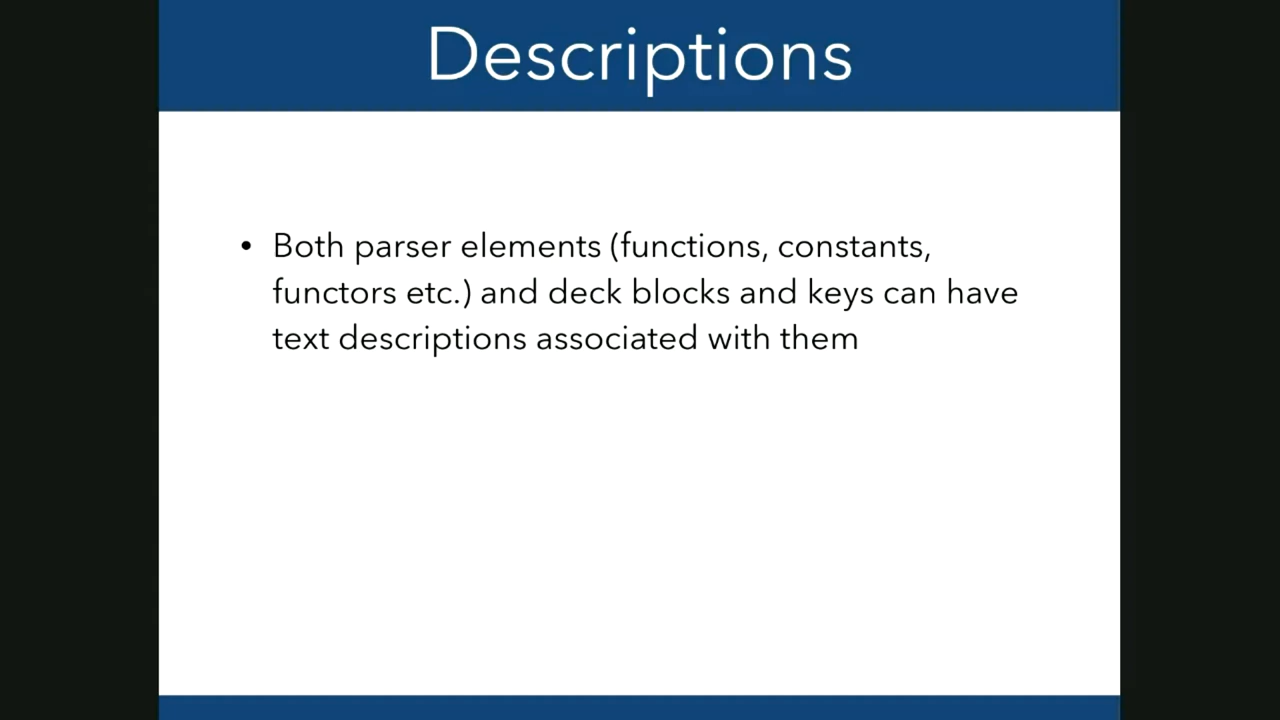 Descriptions
• Both parser elements (functions, constants,
functors etc.) and deck blocks and keys can have
text descriptions associated with them